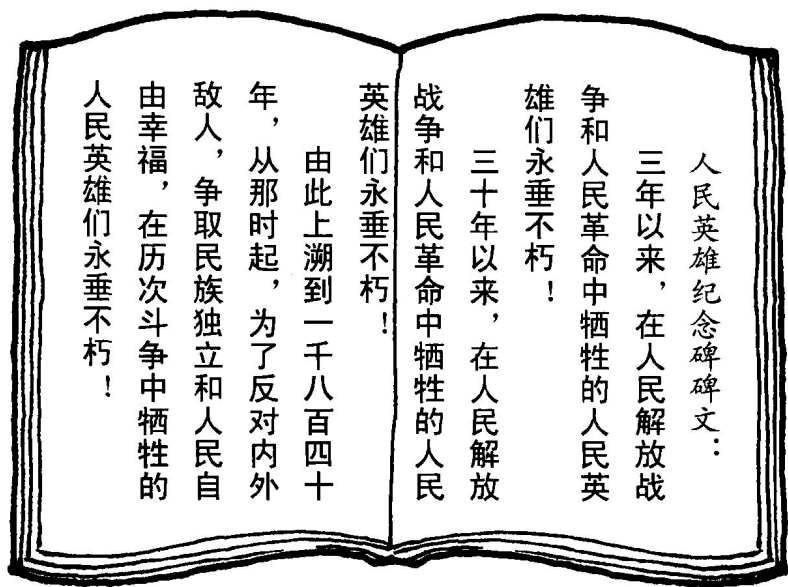 人民英雄纪念碑碑文：
三年以来，在人民解放战
争和人民革命中牺牲的人民英
雄们永垂不朽！
三十年以来，在人民解放
战争和人民革命中牺牲的人民
英雄们永垂不朽！
由此上溯到一千八百四十
年，从那时起，为了反对内外
敌人，争取民族独立和人民自
由幸福，在历次斗争中牺牲的
人民英雄们永垂不朽！